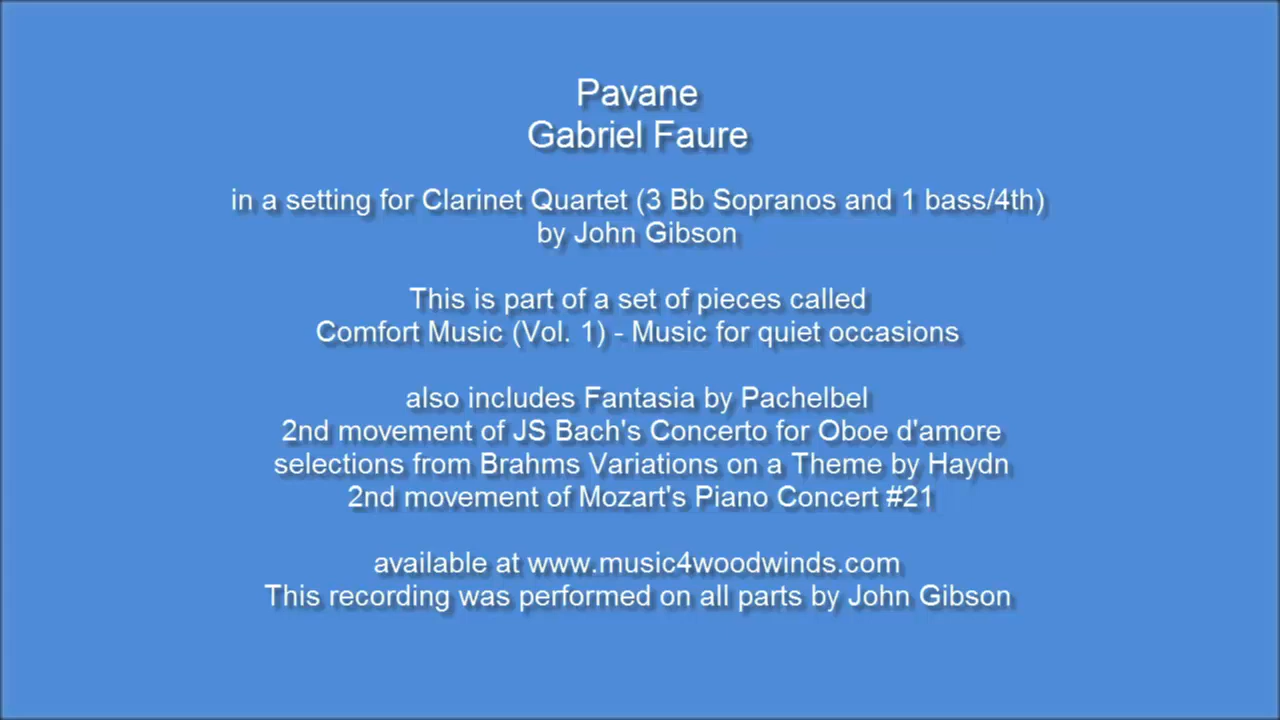 Pavane
Gabriel Faure
in a setting for Clarinet Quartet (3 Bb Sopranos and 1 bass/4th)
by John Gibson
This is part of a set of pieces called
Comfort Music (Vol. 1) - Music for quiet occasions
also includes Fantasia by Pachelbel
2nd movement of JS Bach's Concerto for Oboe d'amore
selections from Brahms Variations on a Theme by Haydn
2nd movement of Mozart's Piano Concert #21
available at www.music4woodwinds.com
This recording was performed on all parts by John Gibson